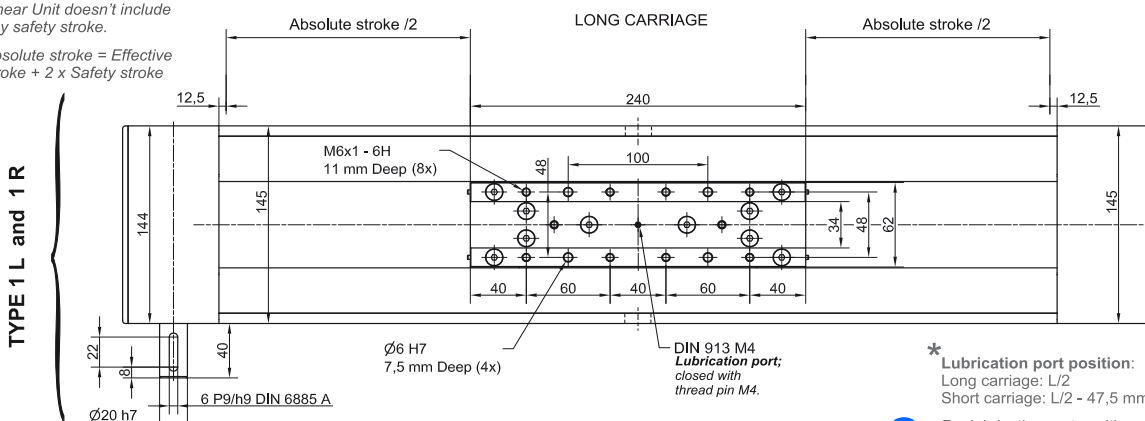 near Unit doesn't include
y safety stroke.
solute stroke = Effective
roke + 2 x Safety stroke
Absolute stroke /2
LONG CARRIAGE
Absolute stroke /2
12,5
240
12,5
TYPE 1 L and 1 R
M6x1 - 6H
11 mm Deep (8x)
48
100
144
145
34
48
62
145
40
60
40
60
40
22
8
40
Ø6 H7
7,5 mm Deep (4x)
DIN 913 M4
Lubrication port;
closed with
thread pin M4.
6 P9/h9 DIN 6885 A
Ø20 h7
*Lubrication port position:
Long carriage: L/2
Short carriage: L/2 - 47,5 mm